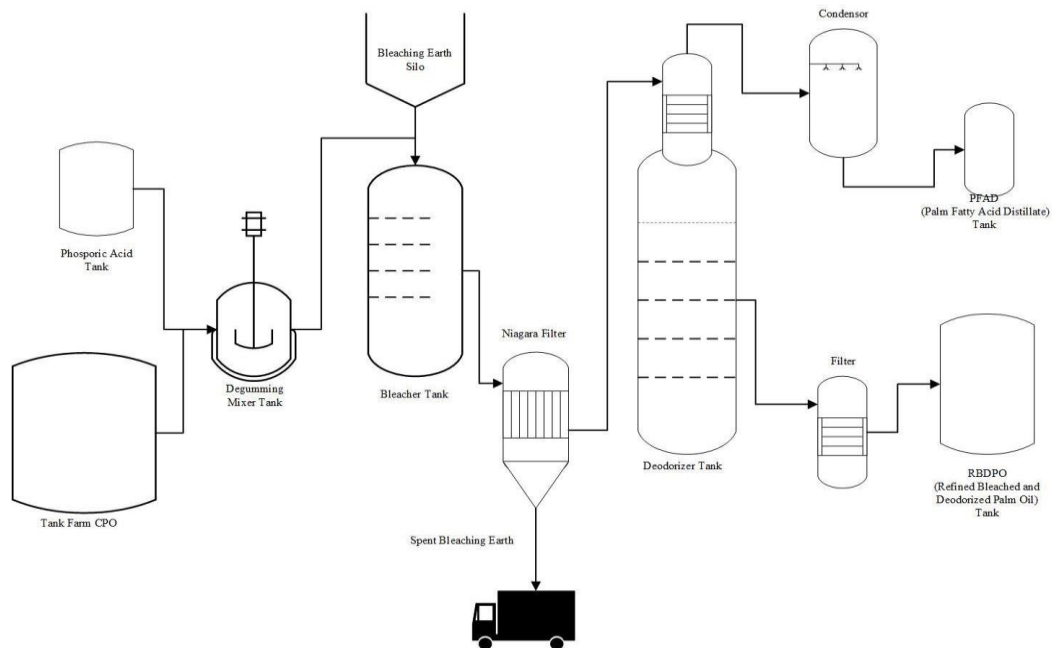 Condensor
Bleaching Earth
Silo
PFAD
(Palm Fatty Acid Distillate)
Tank
Phosporic Acid
Tank
Niagara Filter
Filter
Degumming
Mixer Tank
Bleacher Tank
Deodorizer Tank
RBDPO
(Refined Bleached and
Deodorized Palm Oil)
Tank
Tank Farm CPO
Spent Bleaching Earth